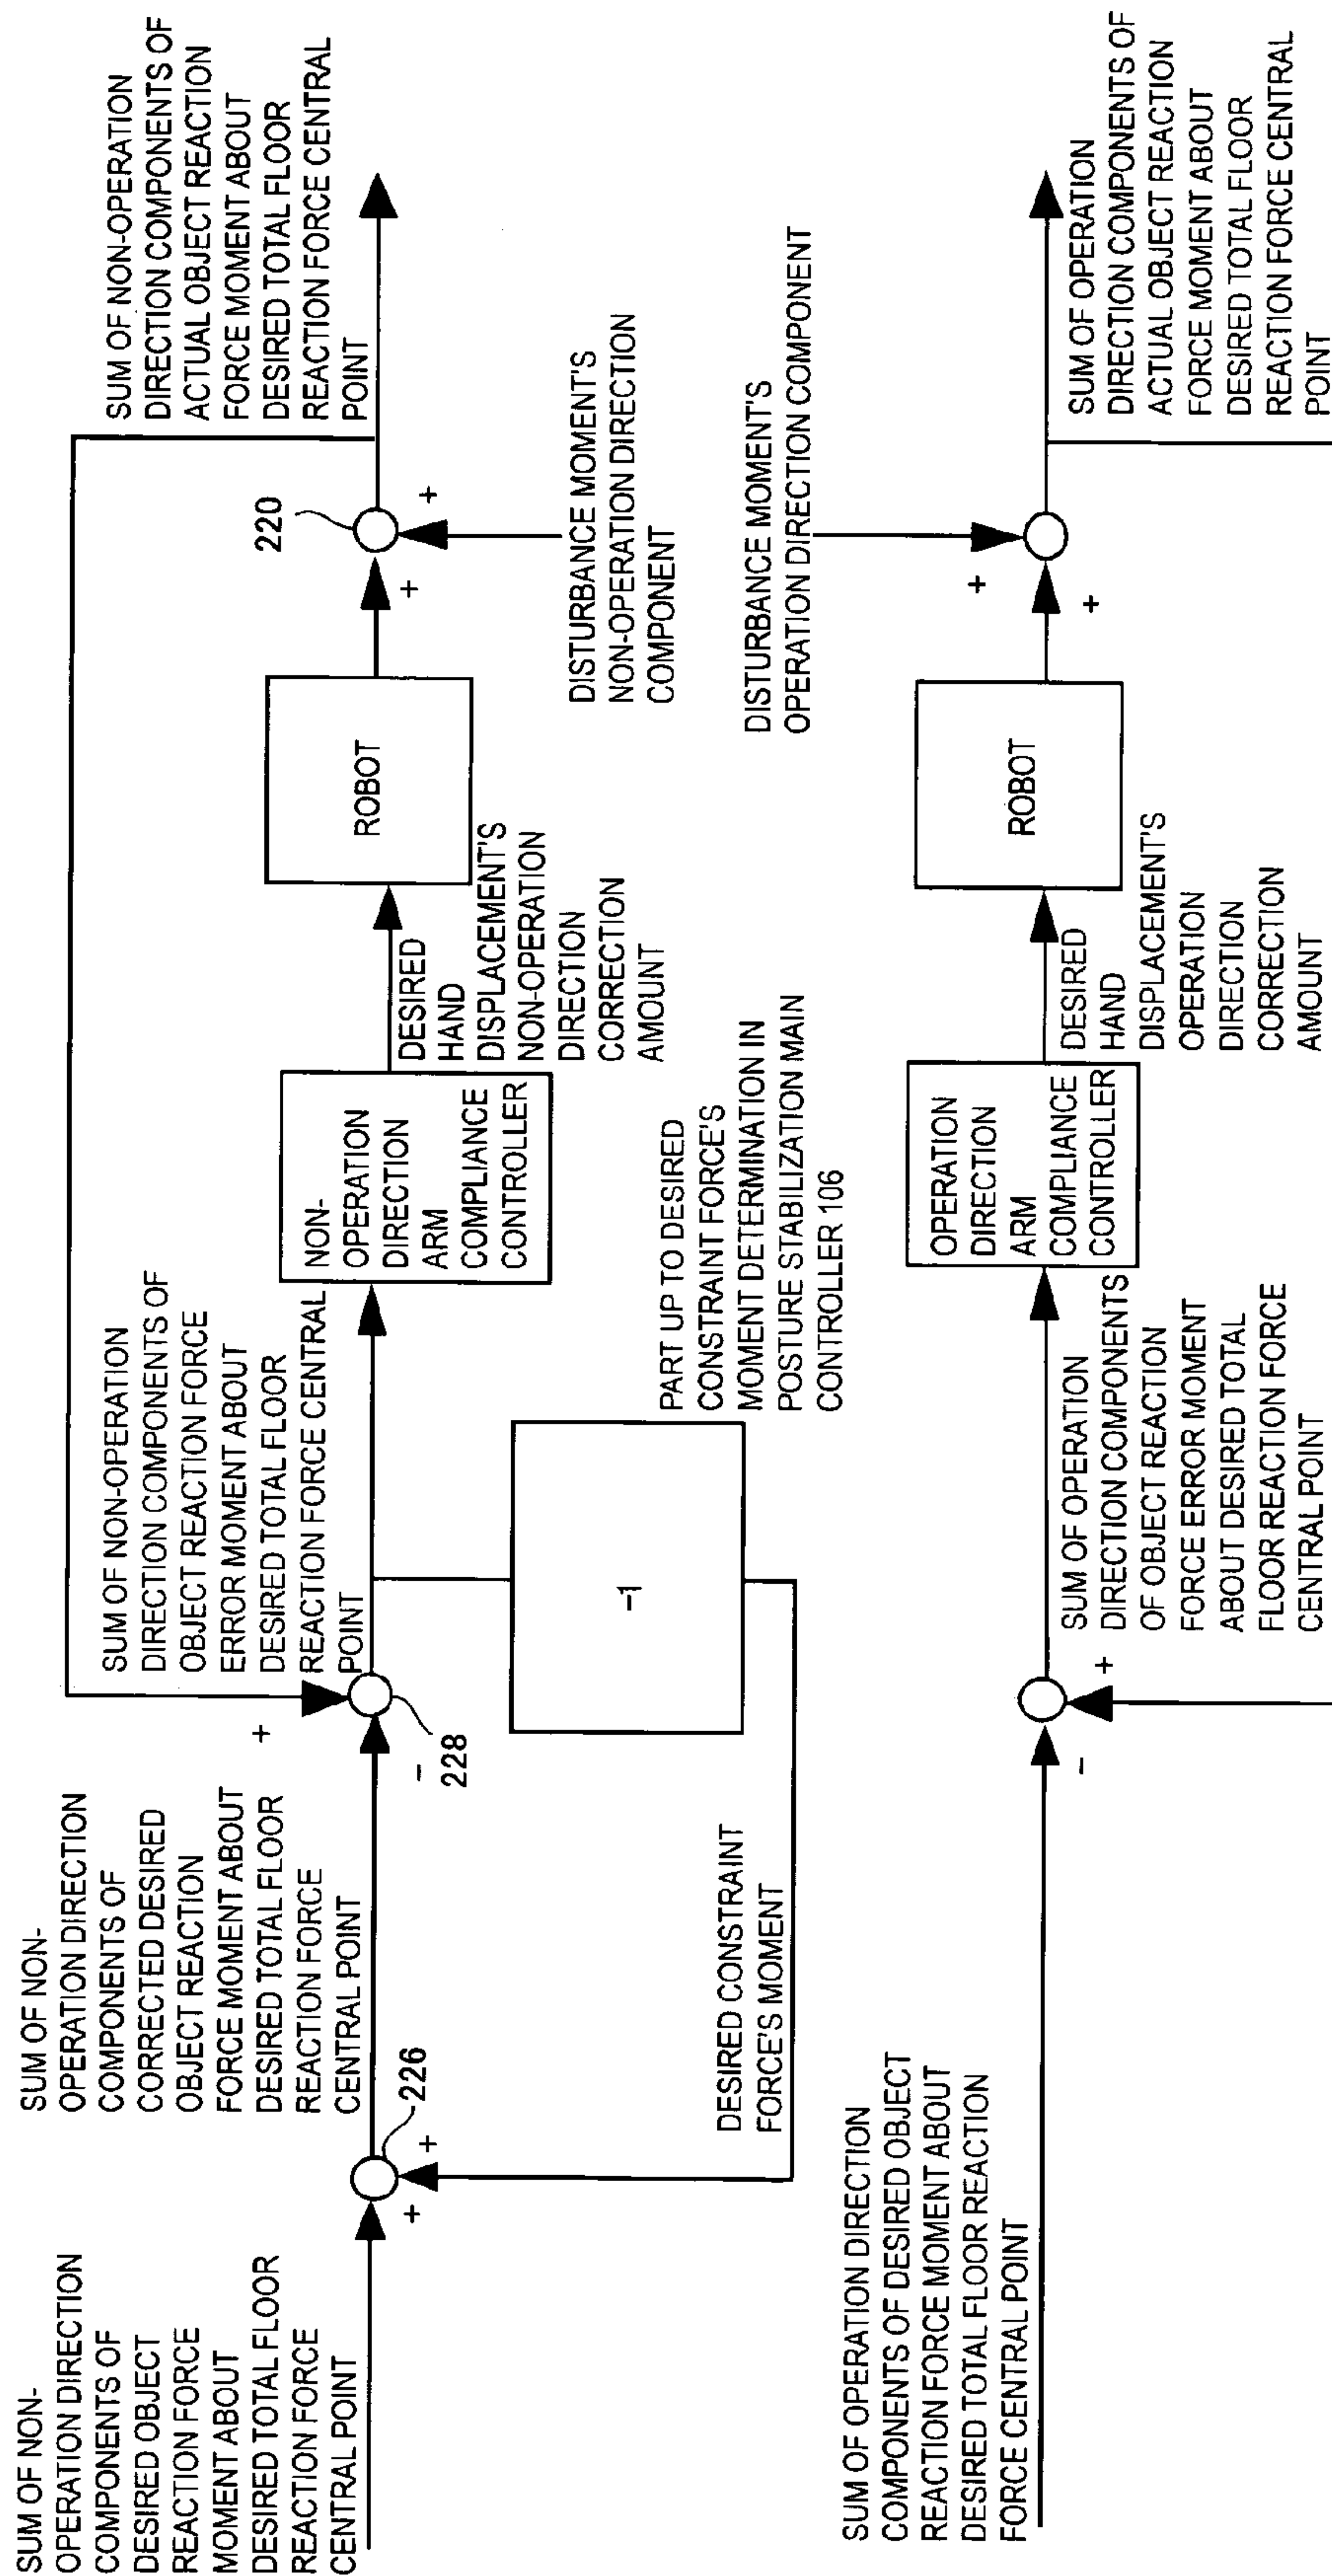 SUM OF NON-
OPERATION DIRECTION
COMPONENTS OF
DESIRED OBJECT
REACTION FORCE
MOMENT ABOUT
DESIRED TOTAL FLOOR
REACTION FORCE
CENTRAL POINT
+
+
226
SUM OF NON-
OPERATION DIRECTION
COMPONENTS OF
CORRECTED DESIRED
OBJECT REACTION
FORCE MOMENT ABOUT
DESIRED TOTAL FLOOR
REACTION FORCE
CENTRAL POINT
+
-
228
SUM OF NON-OPERATION
DIRECTION COMPONENTS OF
OBJECT REACTION FORCE
ERROR MOMENT ABOUT
DESIRED TOTAL FLOOR
REACTION FORCE CENTRAL
POINT
NON-
OPERATION
DIRECTION
ARM
COMPLIANCE
CONTROLLER
DESIRED
HAND
DISPLACEMENT'S
NON-OPERATION
DIRECTION
CORRECTION
AMOUNT
ROBOT
+
+
220
SUM OF NON-OPERATION
DIRECTION COMPONENTS OF
ACTUAL OBJECT REACTION
FORCE MOMENT ABOUT
DESIRED TOTAL FLOOR
REACTION FORCE CENTRAL
POINT
DISTURBANCE MOMENT'S
NON-OPERATION DIRECTION
COMPONENT
-1
PART UP TO DESIRED
CONSTRAINT FORCE'S
MOMENT DETERMINATION IN
POSTURE STABILIZATION MAIN
CONTROLLER 106
DESIRED CONSTRAINT
FORCE'S MOMENT
SUM OF OPERATION DIRECTION
COMPONENTS OF DESIRED OBJECT
REACTION FORCE MOMENT ABOUT
DESIRED TOTAL FLOOR REACTION
FORCE CENTRAL POINT
-
+
SUM OF OPERATION
DIRECTION COMPONENTS
OF OBJECT REACTION
FORCE ERROR MOMENT
ABOUT DESIRED TOTAL
FLOOR REACTION FORCE
CENTRAL POINT
OPERATION
DIRECTION
ARM
COMPLIANCE
CONTROLLER
DESIRED
HAND
DISPLACEMENT'S
OPERATION
DIRECTION
CORRECTION
AMOUNT
ROBOT
+
+
DISTURBANCE MOMENT'S
OPERATION DIRECTION COMPONENT
SUM OF OPERATION
DIRECTION COMPONENTS OF
ACTUAL OBJECT REACTION
FORCE MOMENT ABOUT
DESIRED TOTAL FLOOR
REACTION FORCE CENTRAL
POINT